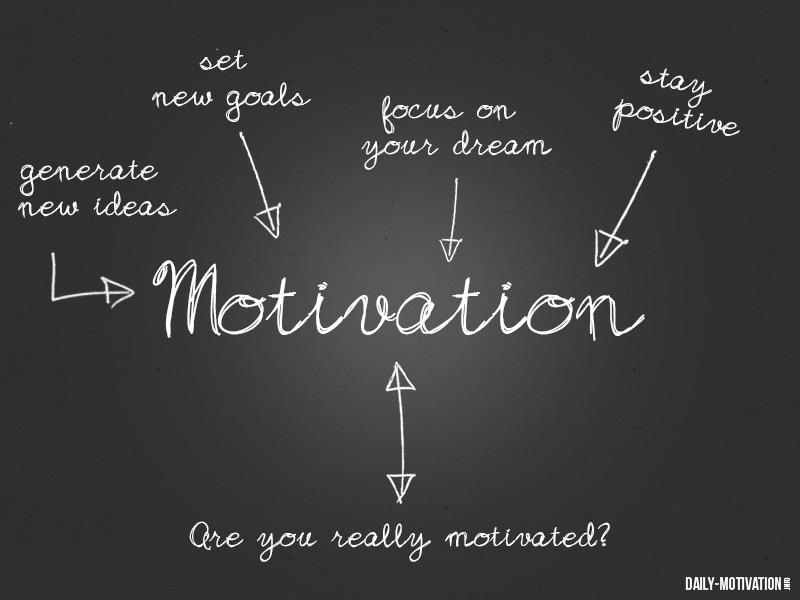 set
new goals
focus on
your dream
stay
positive
generate
new ideas
Motivation
Are you really motivated?
DAILY-MOTIVATION